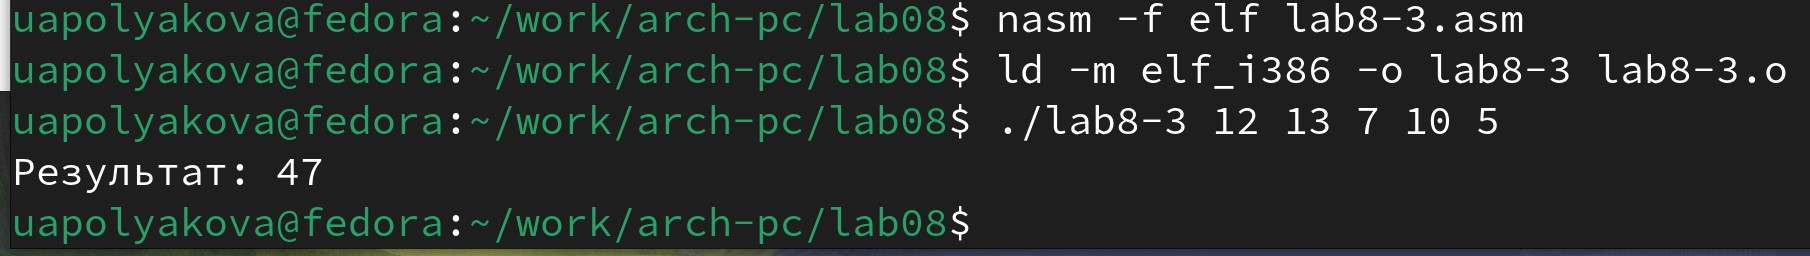 uapolyakova@fedora:~/work/arch-pc/lab08$ nasm -f elf lab8-3.asm
uapolyakova@fedora:~/work/arch-pc/lab08$ ld -m elf_i386 -o lab8-3 lab8-3.o
uapolyakova@fedora:~/work/arch-pc/lab08$ ./lab8-3 12 13 7 10 5
Результат: 47
uapolyakova@fedora:~/work/arch-pc/lab08$